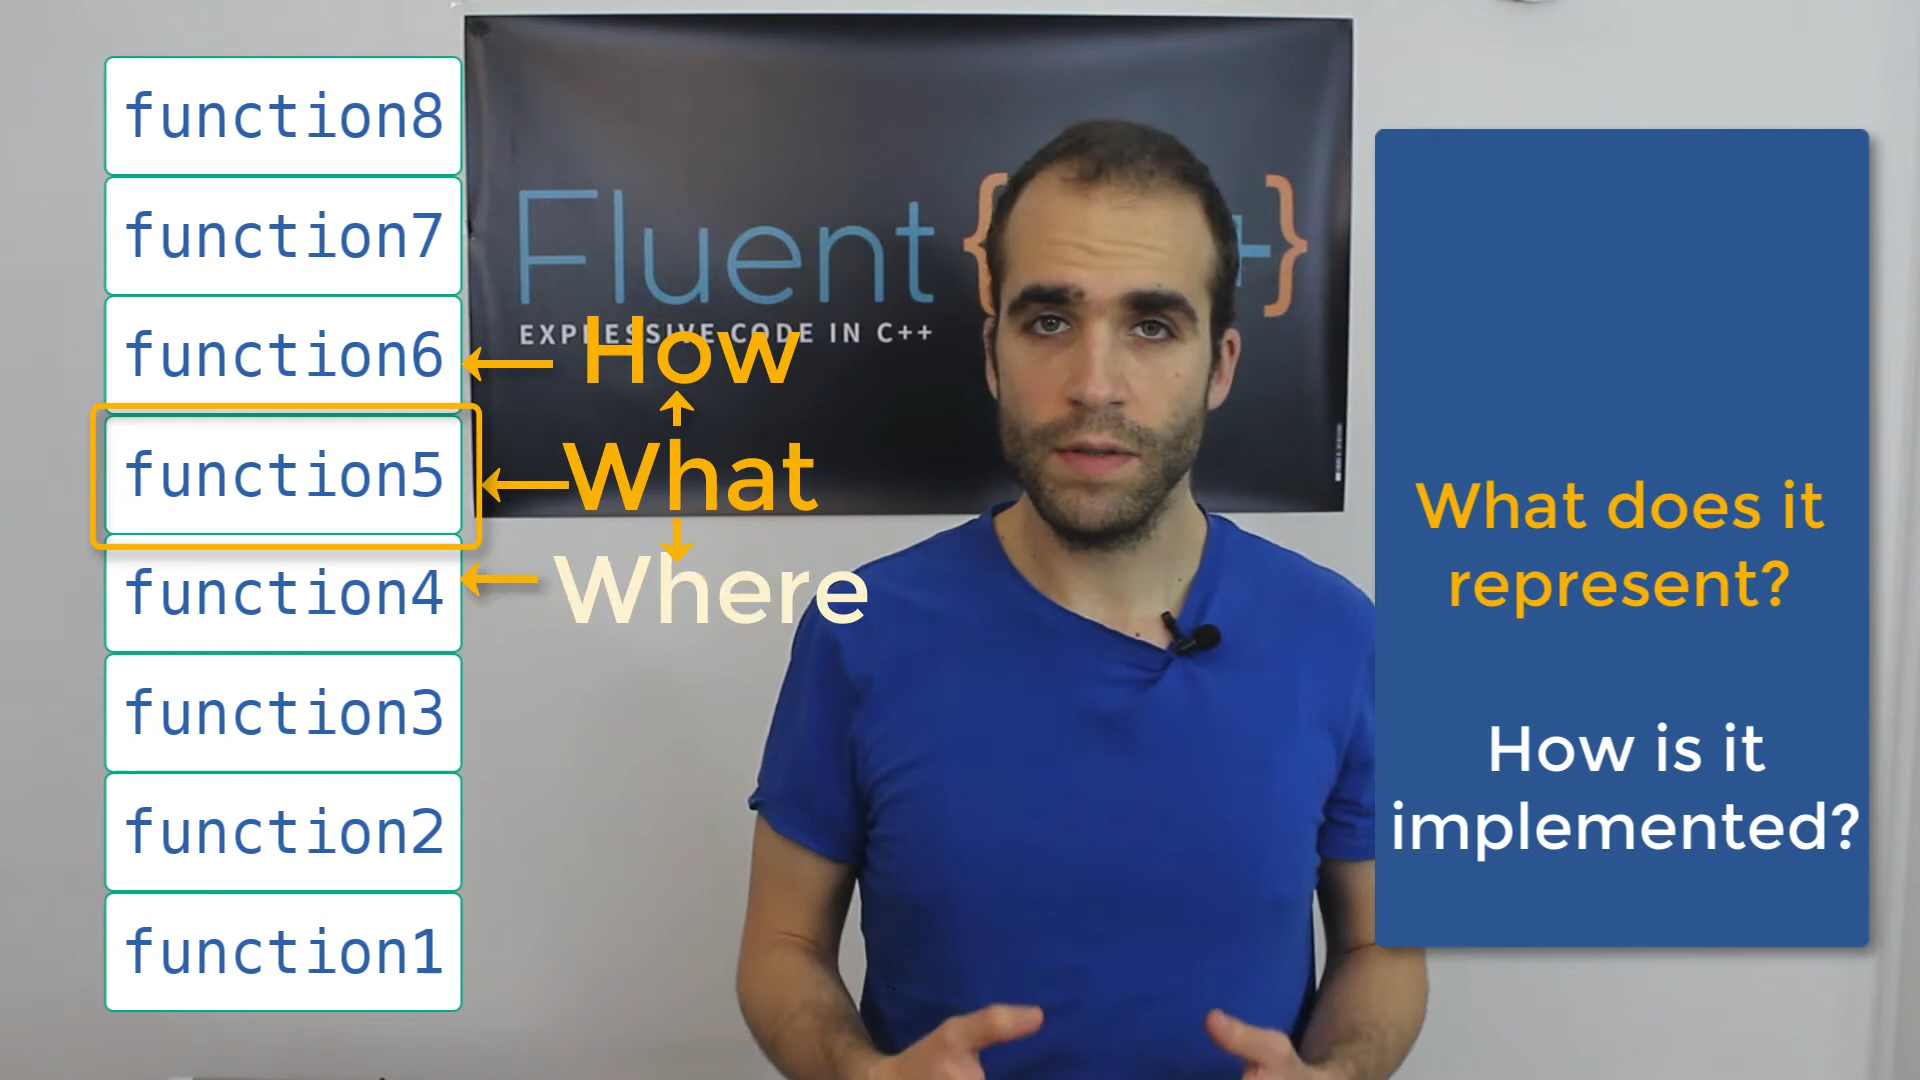 function8
function7
function6
function5
function4
function3
function2
function1
Fluent { + }
EXPRESSIVE CODE IN C++
How
What
Where
What does it
represent?
How is it
implemented?